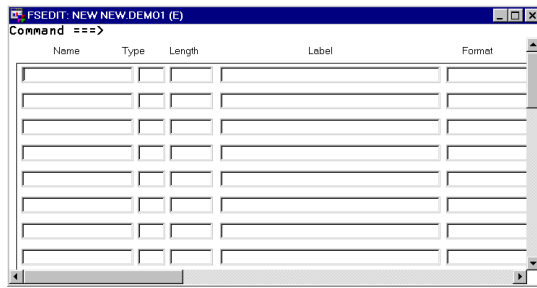 FSEDIT: NEW NEW.DEMO1 (E)
Command ===>
Name Type Length Label Format